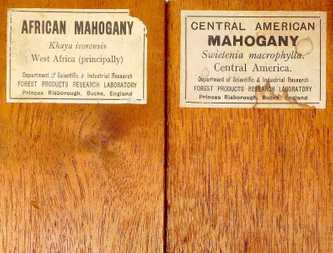 AFRICAN MAHOGANY
Khaya ivorensis
West Africa (principally)
Department of Scientific & Industrial Research
FOREST PRODUCTS RESEARCH LABORATORY
Princes Risborough, Bucks, England
CENTRAL AMERICAN
MAHOGANY
Swietenia macrophylla.
Central America.
Department of Scientific & Industrial Research
FOREST PRODUCTS RESEARCH LABORATORY
Princes Risborough, Bucks, England